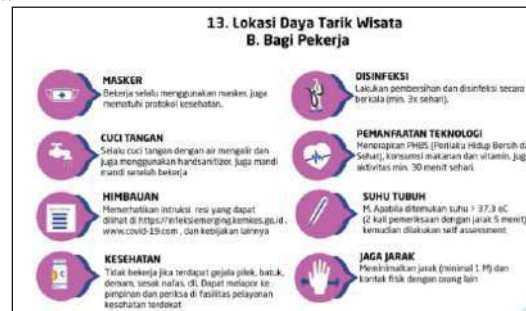 13. Lokasi Daya Tarik Wisata
B. Bagi Pekerja
MASKER
Bekerja selalu menggunakan masker, juga
mematuhi protokol kesehatan.
CUCI TANGAN
Selalu cuci tangan dengan air mengalir dan
juga menggunakan handsanitizer. Juga mandi
mandi setelah bekerja
HIMBAUAN
Memerhatikan intruksi resi yang dapat
dilihat di https://infeksiemerging.kemkes.go.id,
www.covid-19.com, dan kebijakan lainnya
KESEHATAN
Tidak bekerja jika terdapat gejala pilek, batuk,
demam, sesak nafas, dll. Dapat melapor ke
pimpinan dan periksa di fasilitas pelayanan
kesehatan terdekat
DISINFEKSI
Lakukan pembersihan dan disinfeksi secara
berkala (min. 3x sehari).
PEMANFAATAN TEKNOLOGI
Menerapkan PHBS (Perilaku Hidup Bersih da
Sehat), konsumsi makanan dan vitamin, jug
aktivitas min. 30 menit sehari.
SUHU TUBUH
M. Apabila ditemukan suhu > 37,3 oC
(2 kali pemeriksaan dengan jarak 5 menit)
kemudian dilakukan self assessment
JAGA JARAK
Meminimalkan jarak (minimal 1 M) dan
kontak fisik dengan orang lain